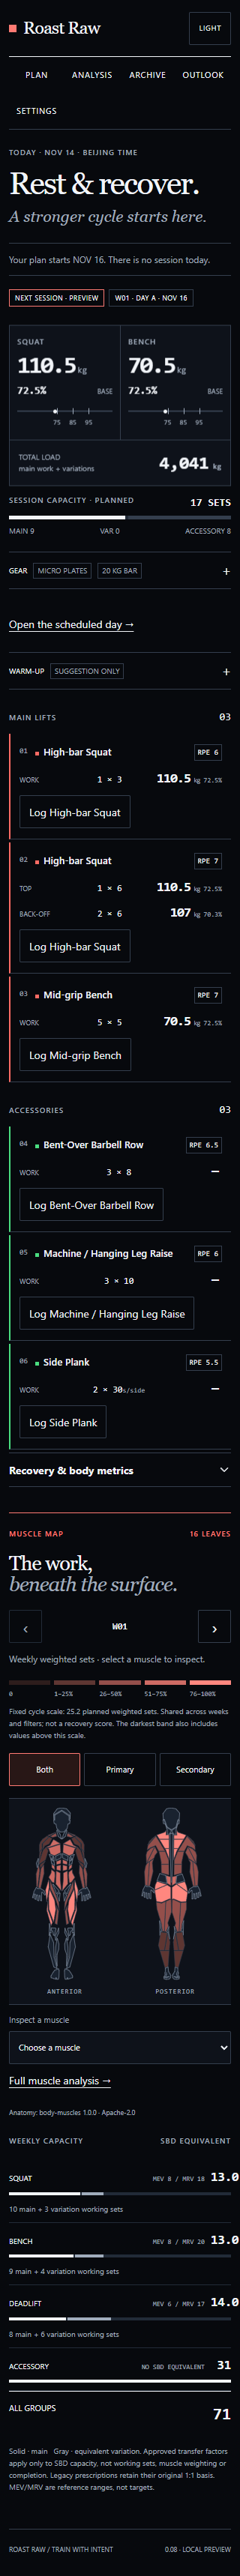 Roast Raw
LIGHT
PLAN ANALYSIS ARCHIVE OUTLOOK
SETTINGS
TODAY · NOV 14 · BEIJING TIME
Rest & recover.
A stronger cycle starts here.
Your plan starts NOV 16. There is no session today.
NEXT SESSION · PREVIEW W01 · DAY A · NOV 16
SQUAT BENCH
110.5 kg 70.5 kg
72.5% BASE 72.5% BASE
75 85 95 75 85 95
TOTAL LOAD
main work + variations
4,041 kg
SESSION CAPACITY · PLANNED 17 SETS
MAIN 9 VAR 0 ACCESSORY 8
GEAR MICRO PLATES 20 KG BAR +
Open the scheduled day →
WARM-UP SUGGESTION ONLY +
MAIN LIFTS 03
01 High-bar Squat RPE 6
WORK 1 × 3 110.5 kg 72.5%
Log High-bar Squat
02 High-bar Squat RPE 7
TOP 1 × 6 110.5 kg 72.5%
BACK-OFF 2 × 6 107 kg 70.3%
Log High-bar Squat
03 Mid-grip Bench RPE 7
WORK 5 × 5 70.5 kg 72.5%
Log Mid-grip Bench
ACCESSORIES 03
04 Bent-Over Barbell Row RPE 6.5
WORK 3 × 8 —
Log Bent-Over Barbell Row
05 Machine / Hanging Leg Raise RPE 6
WORK 3 × 10 —
Log Machine / Hanging Leg Raise
06 Side Plank RPE 5.5
WORK 2 × 30s/side —
Log Side Plank
Recovery & body metrics
MUSCLE MAP 16 LEAVES
The work,
beneath the surface.
‹ W01 ›
Weekly weighted sets · select a muscle to inspect.
0 1–25% 26–50% 51–75% 76–100%
Fixed cycle scale: 25.2 planned weighted sets. Shared across weeks
and filters; not a recovery score. The darkest band also includes
values above this scale.
Both Primary Secondary
ANTERIOR POSTERIOR
Inspect a muscle
Choose a muscle
Full muscle analysis →
Anatomy: body-muscles 1.0.0 · Apache-2.0
WEEKLY CAPACITY SBD EQUIVALENT
SQUAT MEV 8 / MRV 18 13.0
10 main + 3 variation working sets
BENCH MEV 8 / MRV 20 13.0
9 main + 4 variation working sets
DEADLIFT MEV 6 / MRV 17 14.0
8 main + 6 variation working sets
ACCESSORY NO SBD EQUIVALENT 31
ALL GROUPS 71
Solid · main Gray · equivalent variation. Approved transfer factors
apply only to SBD capacity, not working sets, muscle weighting or
completion. Legacy prescriptions retain their original 1:1 basis.
MEV/MRV are reference ranges, not targets.
ROAST RAW / TRAIN WITH INTENT 0.08 · LOCAL PREVIEW